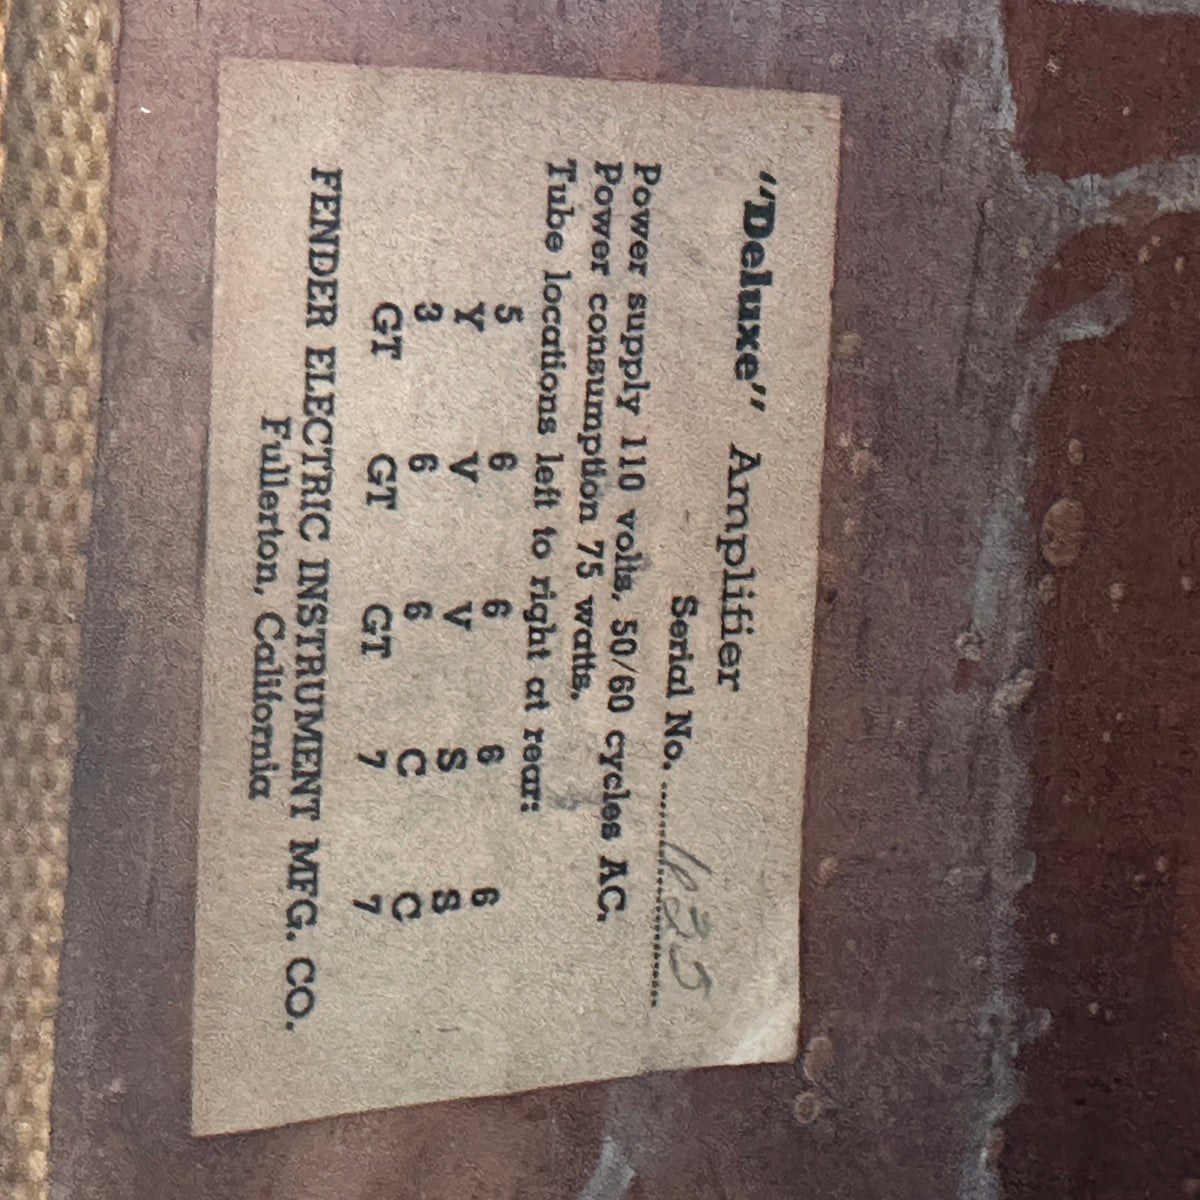 "Deluxe" Amplifier
Serial No. .......................
Power supply 110 volts, 50/60 cycles AC.
Power consumption 75 watts,
Tube locations left to right at rear:
5 6 6 6 6
Y V V S S
3 6 6 C C
GT GT GT 7 7
FENDER ELECTRIC INSTRUMENT MFG. CO.
Fullerton, California